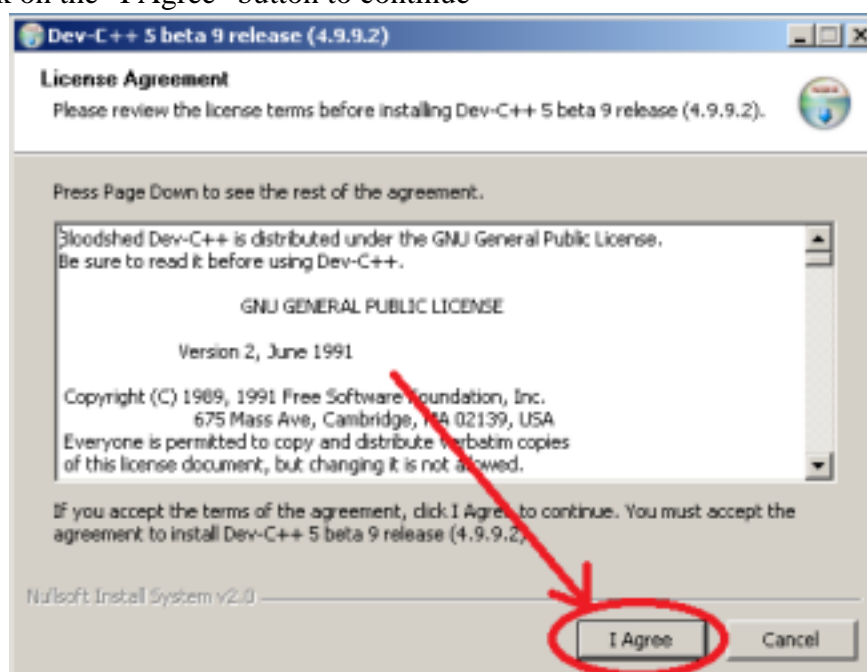 on the "I Agree" button to continue
Dev-C++ 5 beta 9 release (4.9.9.2)
License Agreement
Please review the license terms before installing Dev-C++ 5 beta 9 release (4.9.9.2).
Press Page Down to see the rest of the agreement.
Bloodshed Dev-C++ is distributed under the GNU General Public License.
Be sure to read it before using Dev-C++.
GNU GENERAL PUBLIC LICENSE
Version 2, June 1991
Copyright (C) 1989, 1991 Free Software Foundation, Inc.
675 Mass Ave, Cambridge, MA 02139, USA
Everyone is permitted to copy and distribute verbatim copies
of this license document, but changing it is not allowed.
If you accept the terms of the agreement, click I Agree to continue. You must accept the
agreement to install Dev-C++ 5 beta 9 release (4.9.9.2).
Nullsoft Install System v2.0
I Agree
Cancel